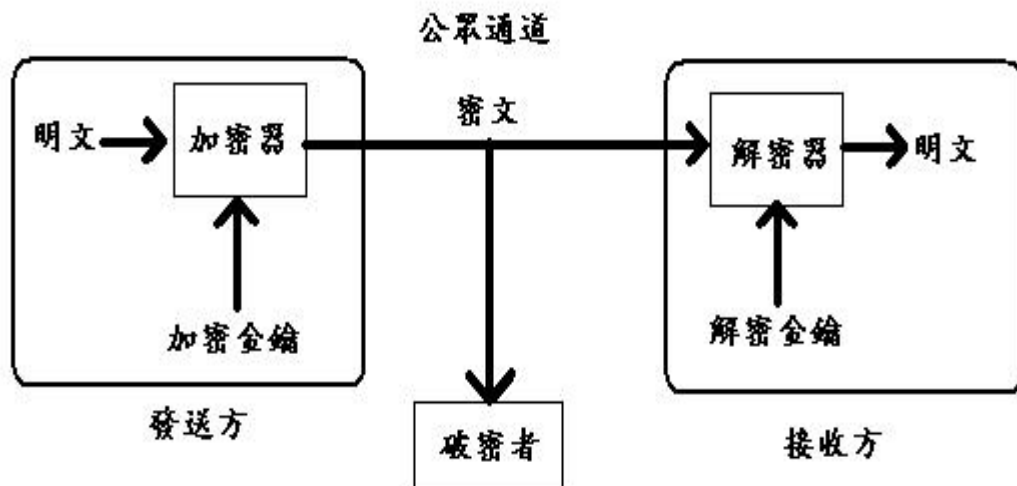 公眾通道
明文
加密器
密文
解密器
明文
加密金鑰
解密金鑰
發送方
破密者
接收方